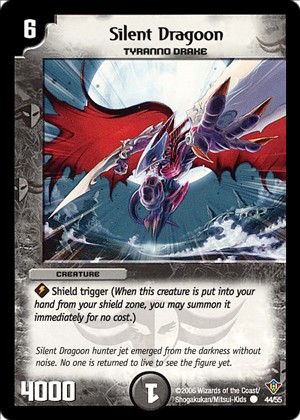 6
Silent Dragoon
TYRANNO DRAKE
CREATURE
Shield trigger (When this creature is put into your
hand from your shield zone, you may summon it
immediately for no cost.)
Silent Dragoon hunter jet emerged from the darkness without
noise. No one is returned to live to see the figure yet.
4000
1
©2006 Wizards of the Coast/
Shogakukan/Mitsui-Kids
44/55